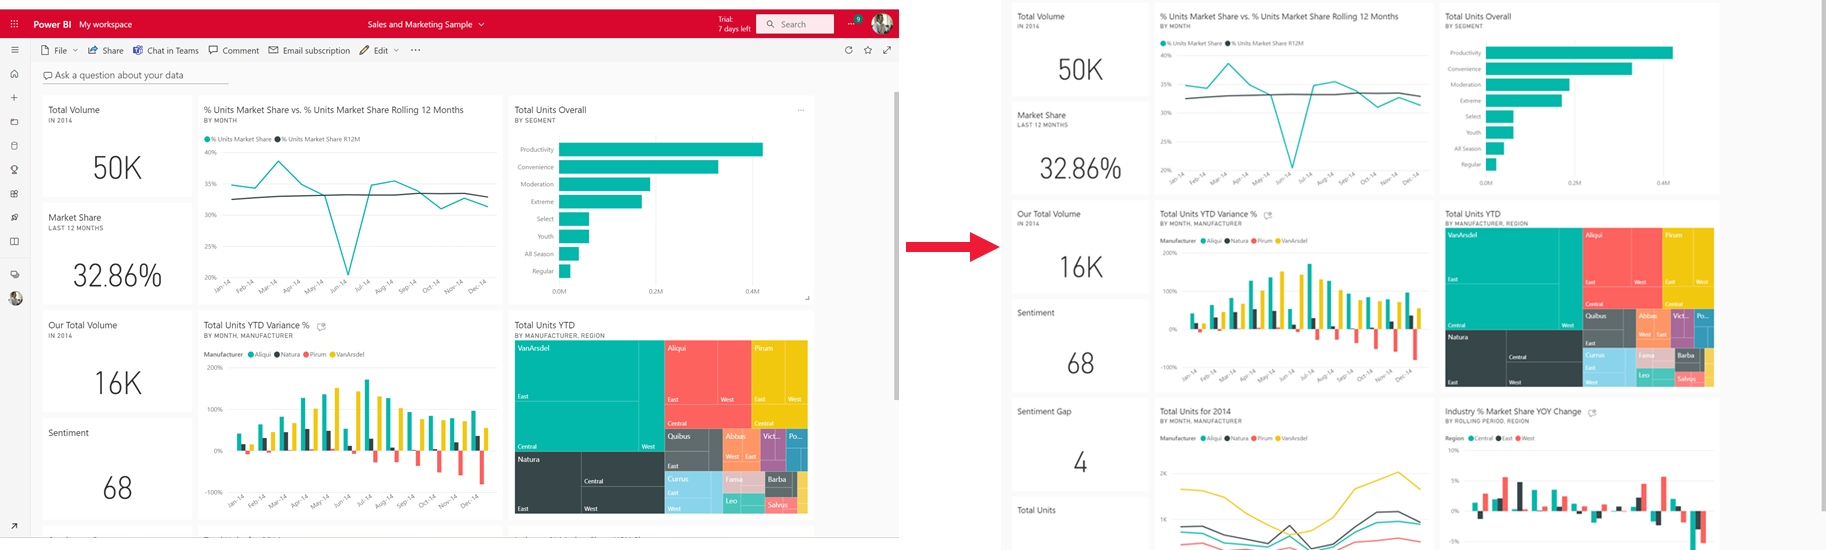 Power BI My workspace
Sales and Marketing Sample
Trial:
7 days left
Search
9
File Share Chat in Teams Comment Email subscription Edit
Ask a question about your data
Total Volume
IN 2014
50K
Market Share
LAST 12 MONTHS
32.86%
Our Total Volume
IN 2014
16K
Sentiment
68
% Units Market Share vs. % Units Market Share Rolling 12 Months
BY MONTH
% Units Market Share % Units Market Share R12M
40%
35%
30%
25%
20%
Jan-14 Feb-14 Mar-14 Apr-14 May-14 Jun-14 Jul-14 Aug-14 Sep-14 Oct-14 Nov-14 Dec-14
Total Units Overall
BY SEGMENT
Productivity
Convenience
Moderation
Extreme
Select
Youth
All Season
Regular
0.0M 0.2M 0.4M
Total Units YTD Variance %
BY MONTH, MANUFACTURER
Manufacturer Aliqui Natura Pirum VanArsdel
200%
100%
0%
-100%
Jan-14 Feb-14 Mar-14 Apr-14 May-14 Jun-14 Jul-14 Aug-14 Sep-14 Oct-14 Nov-14 Dec-14
Total Units YTD
BY MANUFACTURER, REGION
VanArsdel Aliqui Pirum
East East West East West
Central West Central Central
Natura Quibus Abbas Vict... Po...
East West East
Central Currus Fama Barba
East
East West West Leo Salvus
Total Volume
IN 2014
50K
Market Share
LAST 12 MONTHS
32.86%
Our Total Volume
IN 2014
16K
Sentiment
68
Sentiment Gap
4
Total Units
% Units Market Share vs. % Units Market Share Rolling 12 Months
BY MONTH
% Units Market Share % Units Market Share R12M
40%
35%
30%
25%
20%
Jan-14 Feb-14 Mar-14 Apr-14 May-14 Jun-14 Jul-14 Aug-14 Sep-14 Oct-14 Nov-14 Dec-14
Total Units Overall
BY SEGMENT
Productivity
Convenience
Moderation
Extreme
Select
Youth
All Season
Regular
0.0M 0.2M 0.4M
Total Units YTD Variance %
BY MONTH, MANUFACTURER
Manufacturer Aliqui Natura Pirum VanArsdel
200%
100%
0%
-100%
Jan-14 Feb-14 Mar-14 Apr-14 May-14 Jun-14 Jul-14 Aug-14 Sep-14 Oct-14 Nov-14 Dec-14
Total Units YTD
BY MANUFACTURER, REGION
VanArsdel Aliqui Pirum
East East West East West
Central West Central Central
Natura Quibus Abbas Vict... Po...
East West East
Central Currus Fama Barba
East
East West West Leo Salvus
Total Units for 2014
BY MONTH, MANUFACTURER
Manufacturer Aliqui Natura Pirum VanArsdel
2K
1K
Industry % Market Share YOY Change
BY ROLLING PERIOD, REGION
Region Central East West
10%
5%
0%
-5%